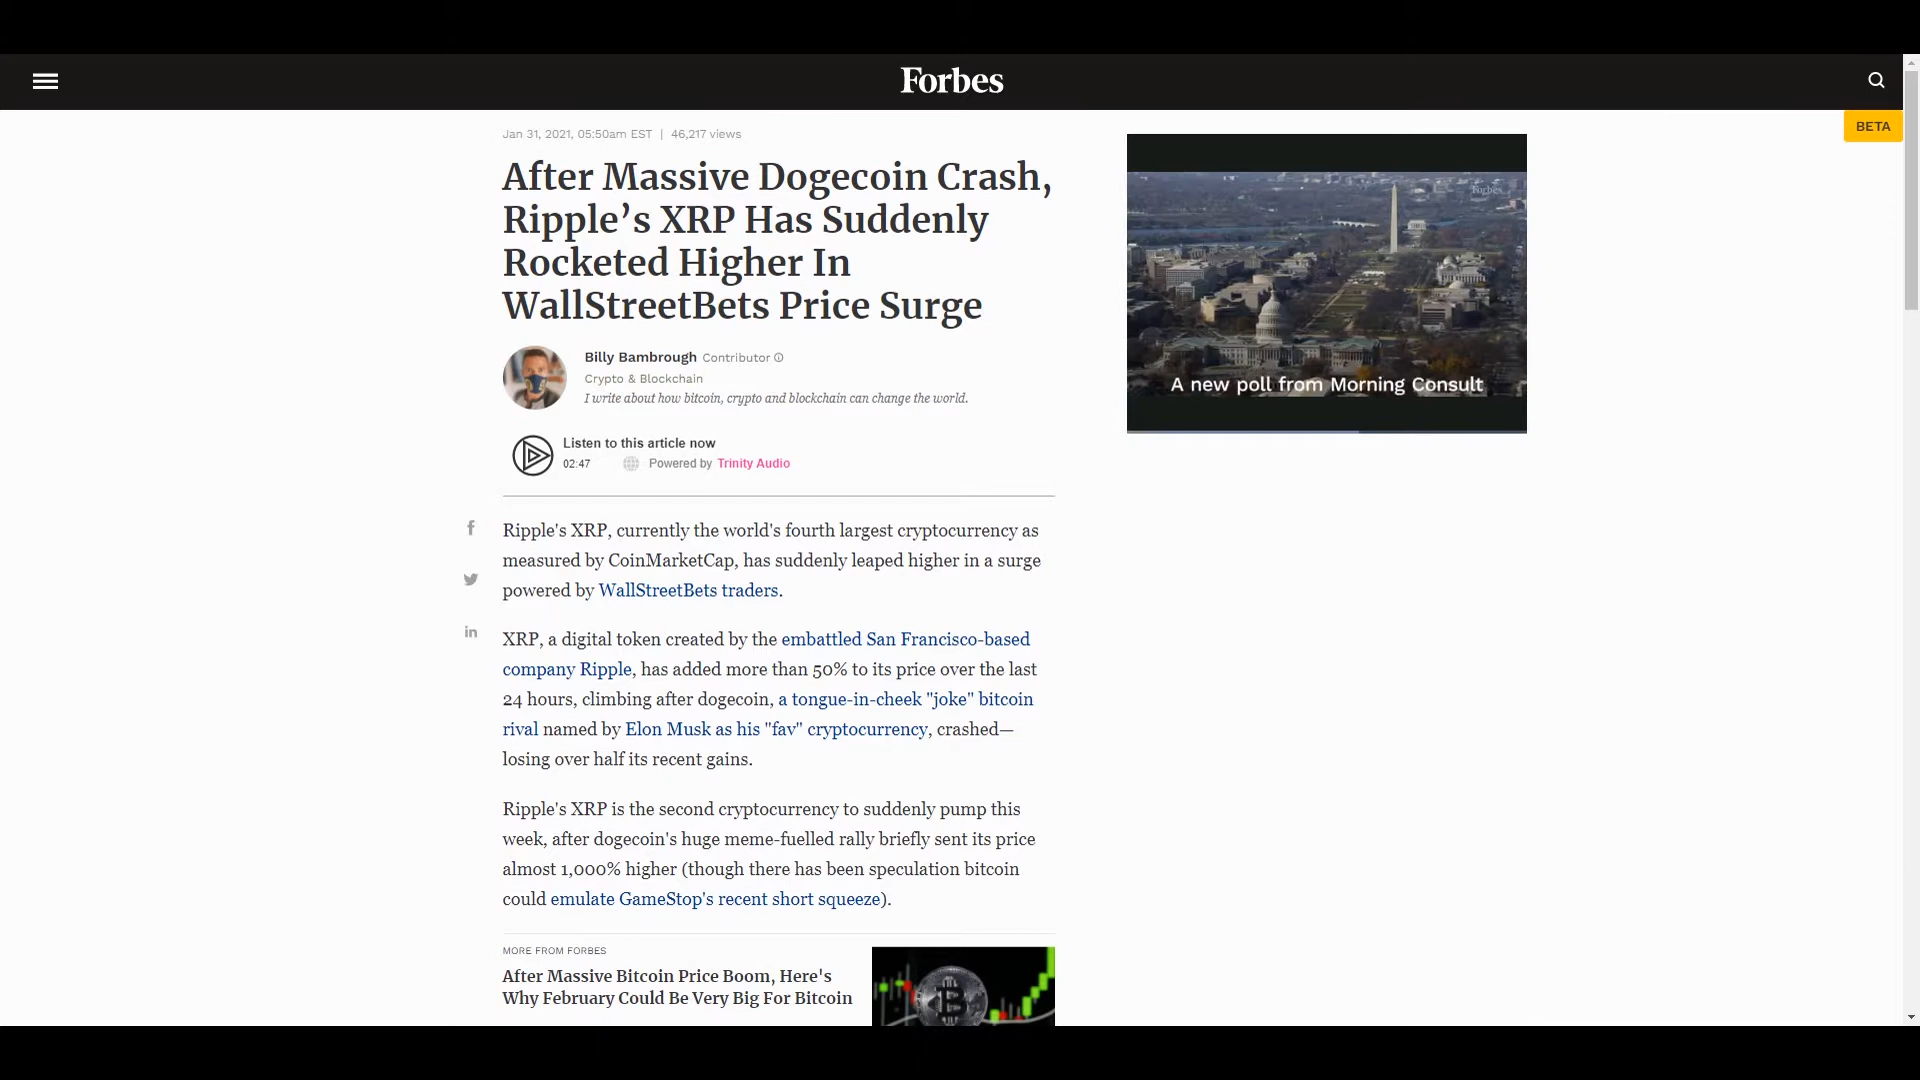 Forbes
BETA
Jan 31, 2021, 05:50am EST | 46,217 views
After Massive Dogecoin Crash,
Ripple’s XRP Has Suddenly
Rocketed Higher In
WallStreetBets Price Surge
Billy Bambrough Contributor
Crypto & Blockchain
I write about how bitcoin, crypto and blockchain can change the world.
Listen to this article now
02:47 Powered by Trinity Audio
Forbes
A new poll from Morning Consult
Ripple's XRP, currently the world's fourth largest cryptocurrency as
measured by CoinMarketCap, has suddenly leaped higher in a surge
powered by WallStreetBets traders.
XRP, a digital token created by the embattled San Francisco-based
company Ripple, has added more than 50% to its price over the last
24 hours, climbing after dogecoin, a tongue-in-cheek "joke" bitcoin
rival named by Elon Musk as his "fav" cryptocurrency, crashed—
losing over half its recent gains.
Ripple's XRP is the second cryptocurrency to suddenly pump this
week, after dogecoin's huge meme-fuelled rally briefly sent its price
almost 1,000% higher (though there has been speculation bitcoin
could emulate GameStop's recent short squeeze).
MORE FROM FORBES
After Massive Bitcoin Price Boom, Here's
Why February Could Be Very Big For Bitcoin